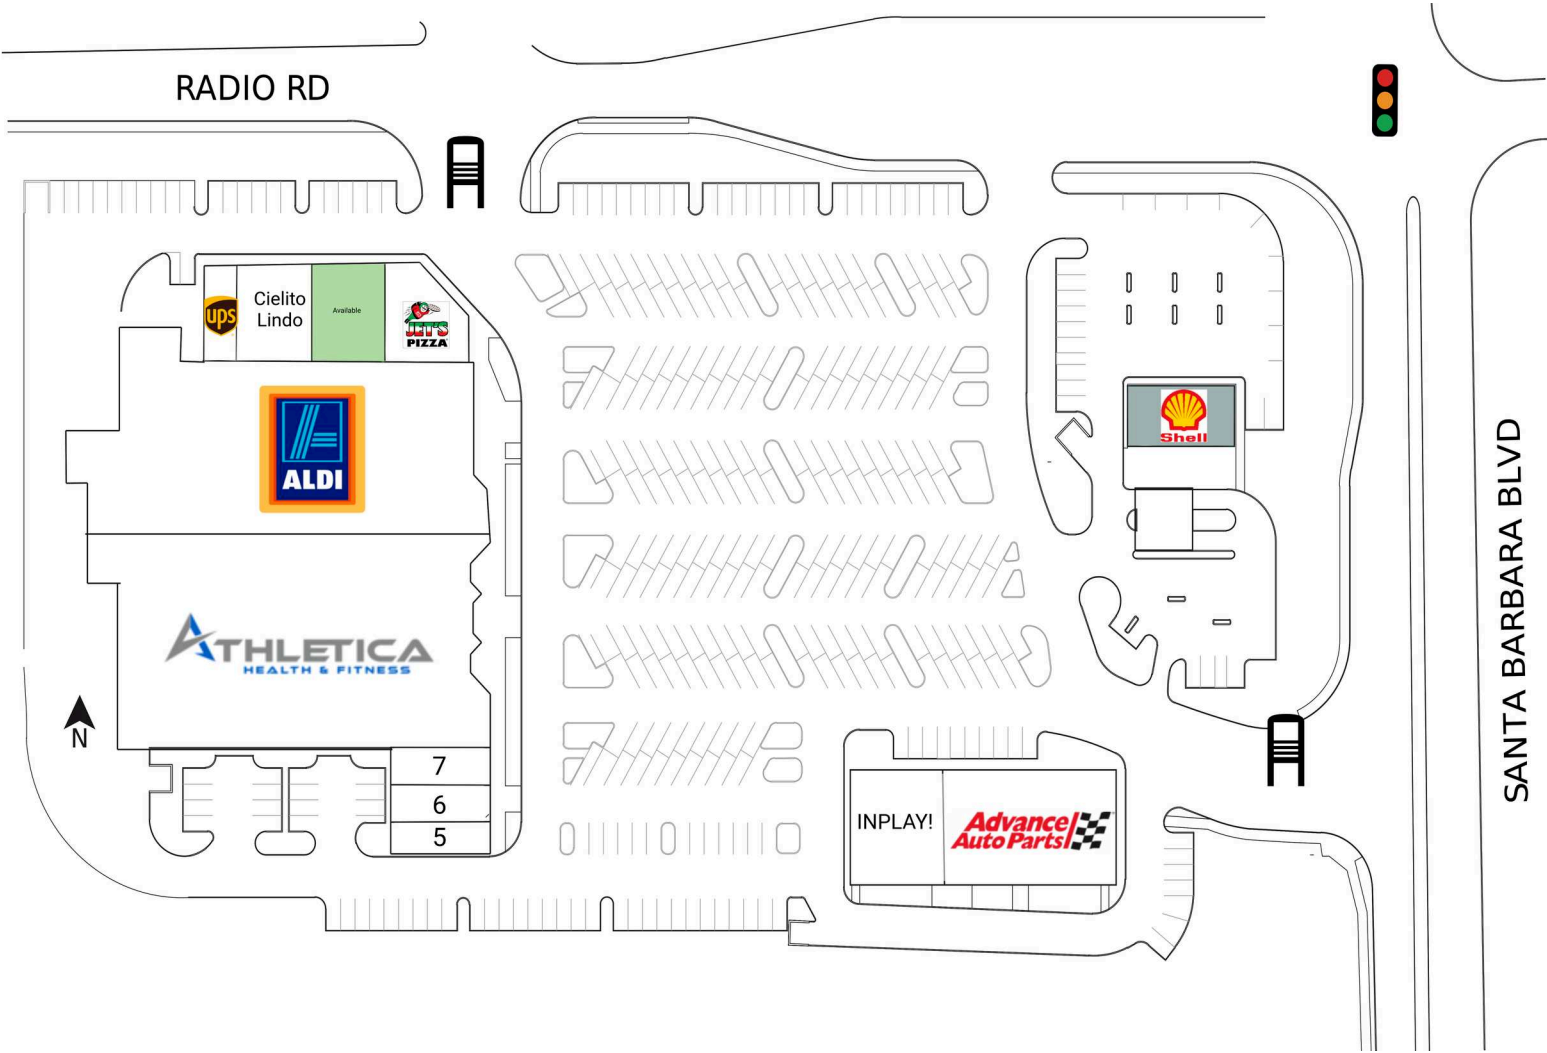 RADIO RD
ups
Cielito
Lindo
Available
JET'S
PIZZA
ALDI
Shell
ATHLETICA
HEALTH & FITNESS
N
7
6
5
INPLAY!
Advance
Auto Parts
SANTA BARBARA BLVD